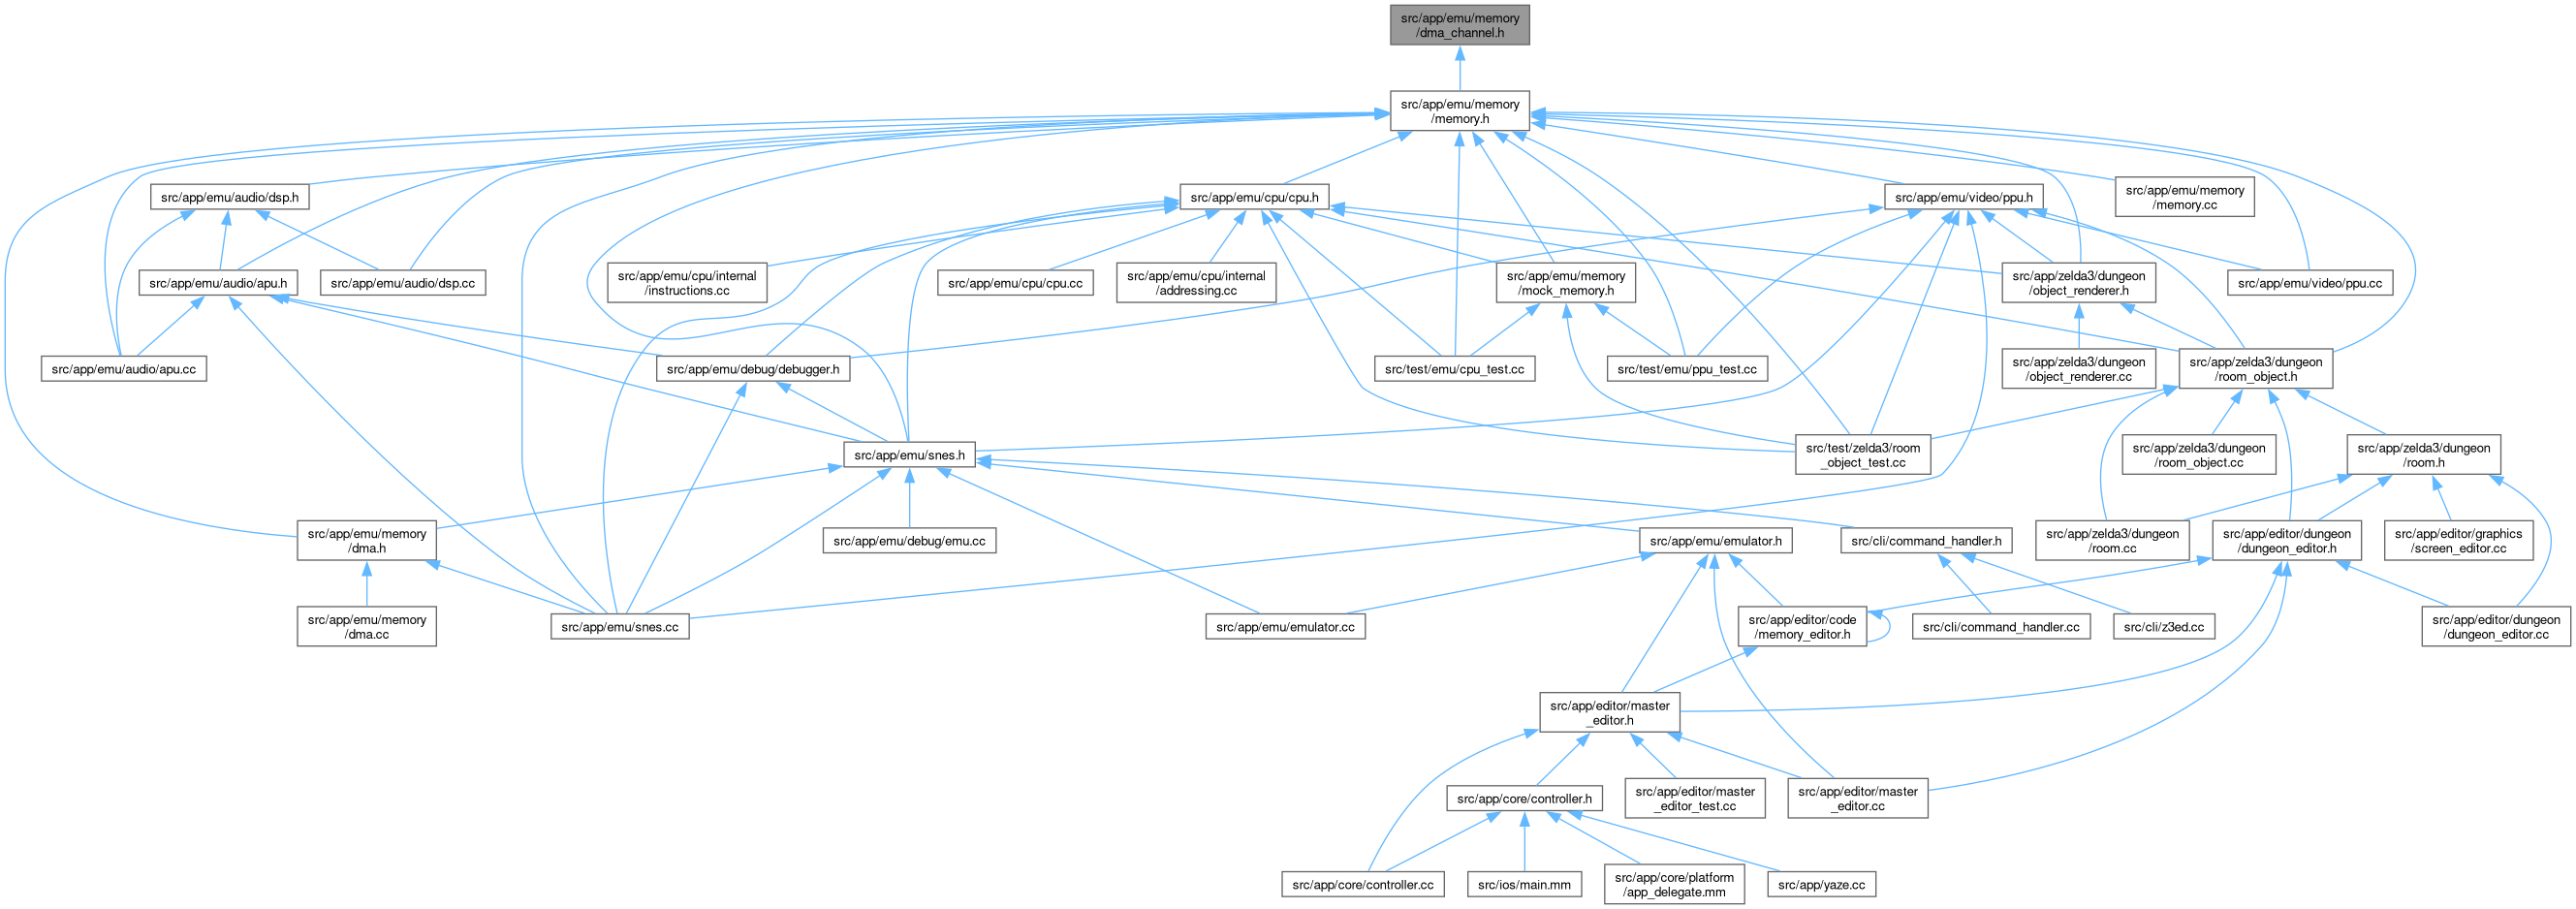 src/app/emu/memory
/dma_channel.h
src/app/emu/memory
/memory.h
src/app/emu/audio/dsp.h
src/app/emu/cpu/cpu.h
src/app/emu/video/ppu.h
src/app/emu/memory
/memory.cc
src/app/emu/audio/apu.h
src/app/emu/audio/dsp.cc
src/app/emu/cpu/internal
/instructions.cc
src/app/emu/cpu/cpu.cc
src/app/emu/cpu/internal
/addressing.cc
src/app/emu/memory
/mock_memory.h
src/app/zelda3/dungeon
/object_renderer.h
src/app/emu/video/ppu.cc
src/app/emu/audio/apu.cc
src/app/emu/debug/debugger.h
src/test/emu/cpu_test.cc
src/test/emu/ppu_test.cc
src/app/zelda3/dungeon
/object_renderer.cc
src/app/zelda3/dungeon
/room_object.h
src/app/emu/snes.h
src/test/zelda3/room
_object_test.cc
src/app/zelda3/dungeon
/room_object.cc
src/app/zelda3/dungeon
/room.h
src/app/emu/memory
/dma.h
src/app/emu/debug/emu.cc
src/app/emu/emulator.h
src/cli/command_handler.h
src/app/zelda3/dungeon
/room.cc
src/app/editor/dungeon
/dungeon_editor.h
src/app/editor/graphics
/screen_editor.cc
src/app/emu/memory
/dma.cc
src/app/emu/snes.cc
src/app/emu/emulator.cc
src/app/editor/code
/memory_editor.h
src/cli/command_handler.cc
src/cli/z3ed.cc
src/app/editor/dungeon
/dungeon_editor.cc
src/app/editor/master
_editor.h
src/app/core/controller.h
src/app/editor/master
_editor_test.cc
src/app/editor/master
_editor.cc
src/app/core/controller.cc
src/ios/main.mm
src/app/core/platform
/app_delegate.mm
src/app/yaze.cc